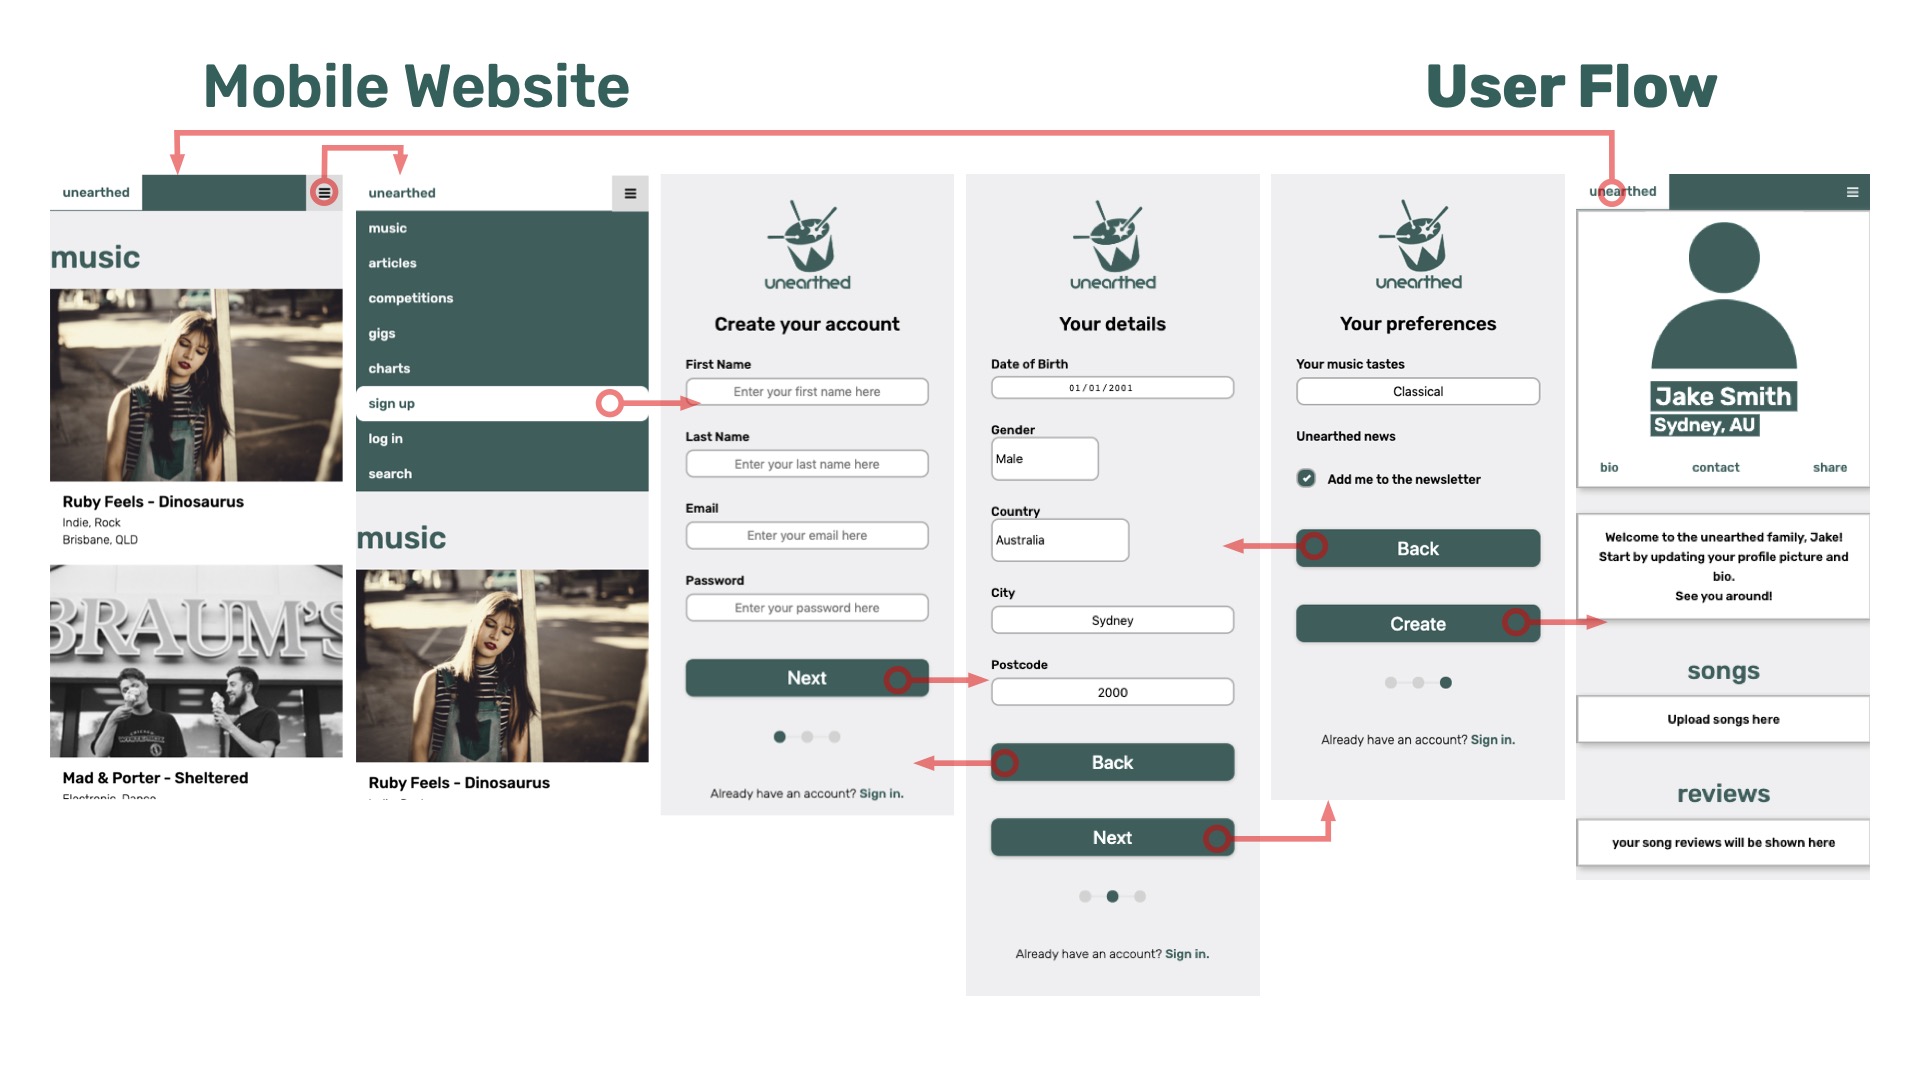 Mobile Website
User Flow
unearthed
music
Ruby Feels - Dinosaurus
Indie, Rock
Brisbane, QLD
BRAUM'S
Mad & Porter - Sheltered
Electronic, Dance
unearthed
music
articles
competitions
gigs
charts
sign up
log in
search
music
Ruby Feels - Dinosaurus
unearthed
Create your account
First Name
Enter your first name here
Last Name
Enter your last name here
Email
Enter your email here
Password
Enter your password here
Next
Already have an account? Sign in.
unearthed
Your details
Date of Birth
01/01/2001
Gender
Male
Country
Australia
City
Sydney
Postcode
2000
Back
Next
Already have an account? Sign in.
unearthed
Your preferences
Your music tastes
Classical
Unearthed news
Add me to the newsletter
Back
Create
Already have an account? Sign in.
unearthed
Jake Smith
Sydney, AU
bio contact share
Welcome to the unearthed family, Jake!
Start by updating your profile picture and
bio.
See you around!
songs
Upload songs here
reviews
your song reviews will be shown here